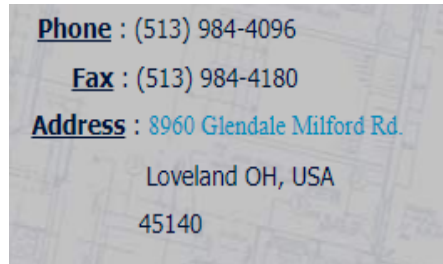 Phone : (513) 984-4096
Fax : (513) 984-4180
Address : 8960 Glendale Milford Rd.
Loveland OH, USA
45140